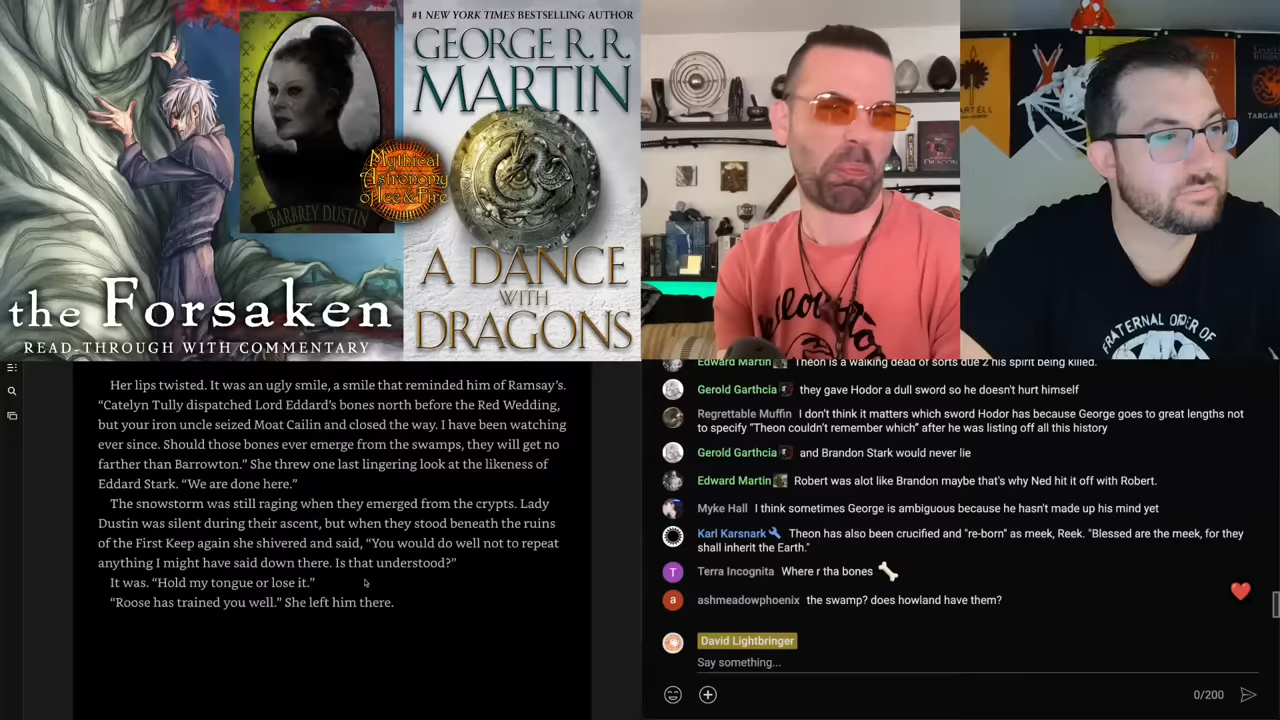 BARBREY DUSTIN
Mythical
Astronomy
of Ice & Fire
the Forsaken
READ-THROUGH WITH COMMENTARY
#1 NEW YORK TIMES BESTSELLING AUTHOR
GEORGE R. R.
MARTIN
A DANCE
WITH
DRAGONS
DRAGON
ARTELL
TARGAR
FRATERNAL ORDER OF
Her lips twisted. It was an ugly smile, a smile that reminded him of Ramsay’s.
“Catelyn Tully dispatched Lord Eddard’s bones north before the Red Wedding,
but your iron uncle seized Moat Cailin and closed the way. I have been watching
ever since. Should those bones ever emerge from the swamps, they will get no
farther than Barrowton.” She threw one last lingering look at the likeness of
Eddard Stark. “We are done here.”
The snowstorm was still raging when they emerged from the crypts. Lady
Dustin was silent during their ascent, but when they stood beneath the ruins
of the First Keep again she shivered and said, “You would do well not to repeat
anything I might have said down there. Is that understood?”
It was. “Hold my tongue or lose it.”
“Roose has trained you well.” She left him there.
Edward Martin Theon is a walking dead of sorts due 2 his spirit being killed.
Gerold Garthcia they gave Hodor a dull sword so he doesn't hurt himself
Regrettable Muffin I don't think it matters which sword Hodor has because George goes to great lengths not
to specify “Theon couldn't remember which” after he was listing off all this history
Gerold Garthcia and Brandon Stark would never lie
Edward Martin Robert was alot like Brandon maybe that's why Ned hit it off with Robert.
Myke Hall I think sometimes George is ambiguous because he hasn't made up his mind yet
Karl Karsnark Theon has also been crucified and "re-born" as meek, Reek. "Blessed are the meek, for they
shall inherit the Earth."
T Terra Incognita Where r tha bones
a ashmeadowphoenix the swamp? does howland have them?
David Lightbringer
Say something...
0/200